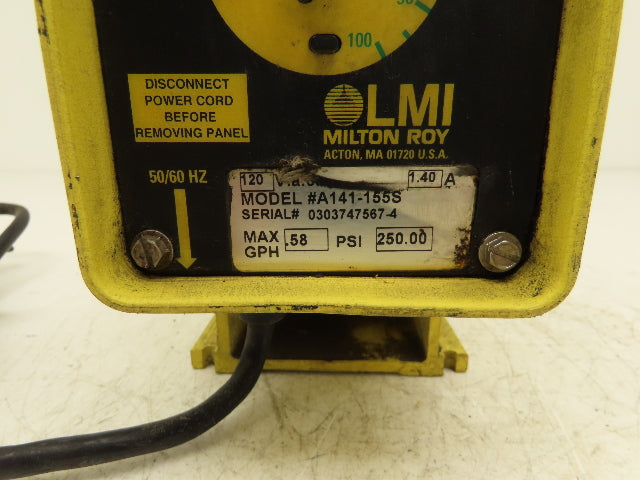 100
DISCONNECT
POWER CORD
BEFORE
REMOVING PANEL
LMI
MILTON ROY
ACTON, MA 01720 U.S.A.
50/60 HZ
120 1.40 A
MODEL #A141-155S
SERIAL# 0303747567-4
MAX GPH .58 PSI 250.00